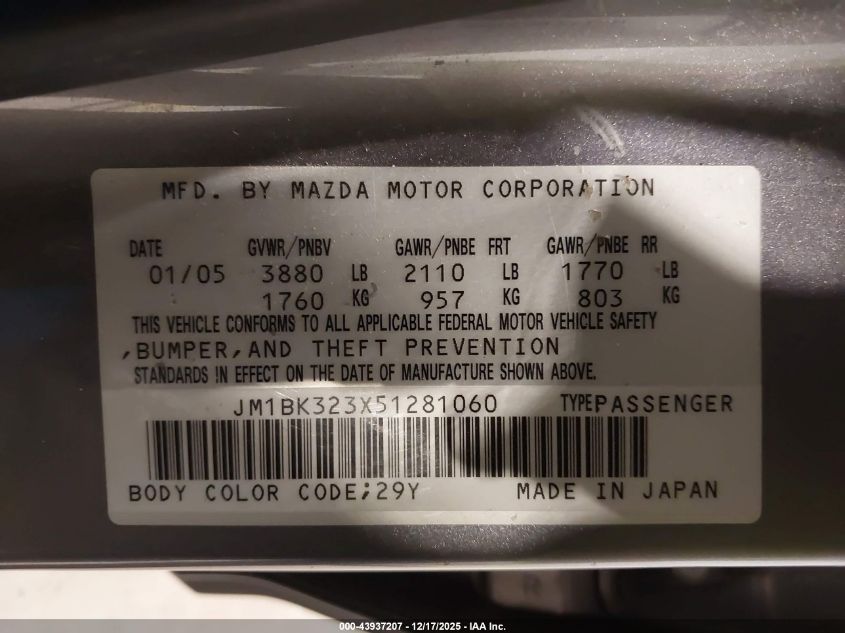 MFD. BY MAZDA MOTOR CORPORATION
DATE GVWR/PNBV GAWR/PNBE FRT GAWR/PNBE RR
01/05 3880 LB 2110 LB 1770 LB
1760 KG 957 KG 803 KG
THIS VEHICLE CONFORMS TO ALL APPLICABLE FEDERAL MOTOR VEHICLE SAFETY
,BUMPER,AND THEFT PREVENTION
STANDARDS IN EFFECT ON THE DATE OF MANUFACTURE SHOWN ABOVE.
JM1BK323X51281060 TYPE PASSENGER
BODY COLOR CODE;29Y MADE IN JAPAN
000-43937207 - 12/17/2025 - IAA Inc.